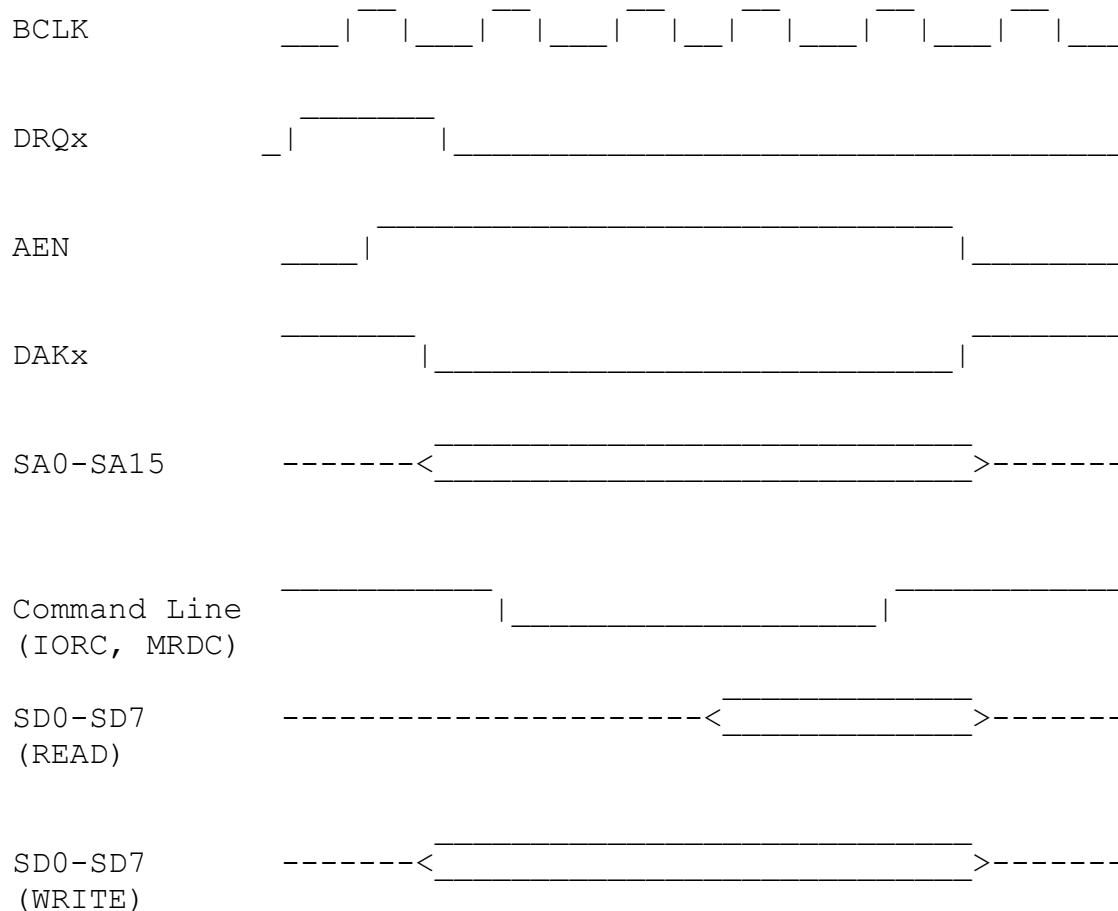 BCLK
DRQx
AEN
DAKx
SA0-SA15
Command Line
(IORC, MRDC)
SD0-SD7
(READ)
SD0-SD7
(WRITE)